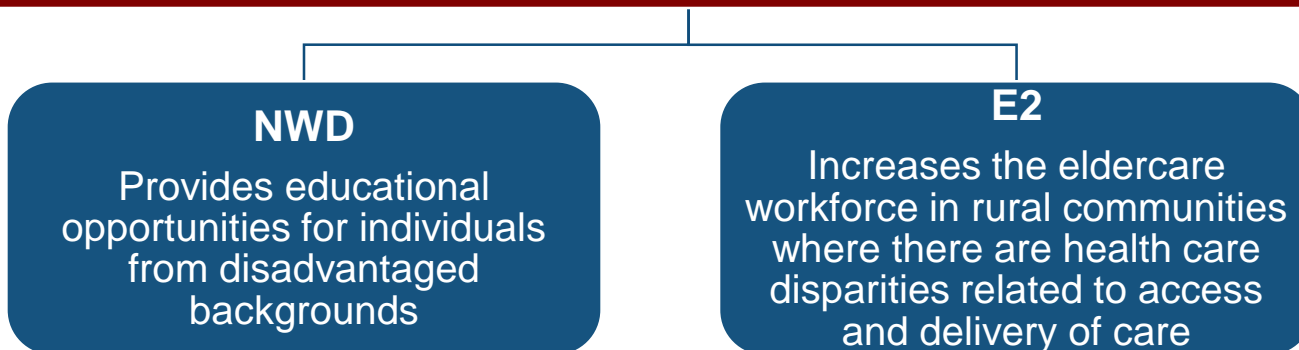 NWD
Provides educational
opportunities for individuals
from disadvantaged
backgrounds
E2
Increases the eldercare
workforce in rural communities
where there are health care
disparities related to access
and delivery of care